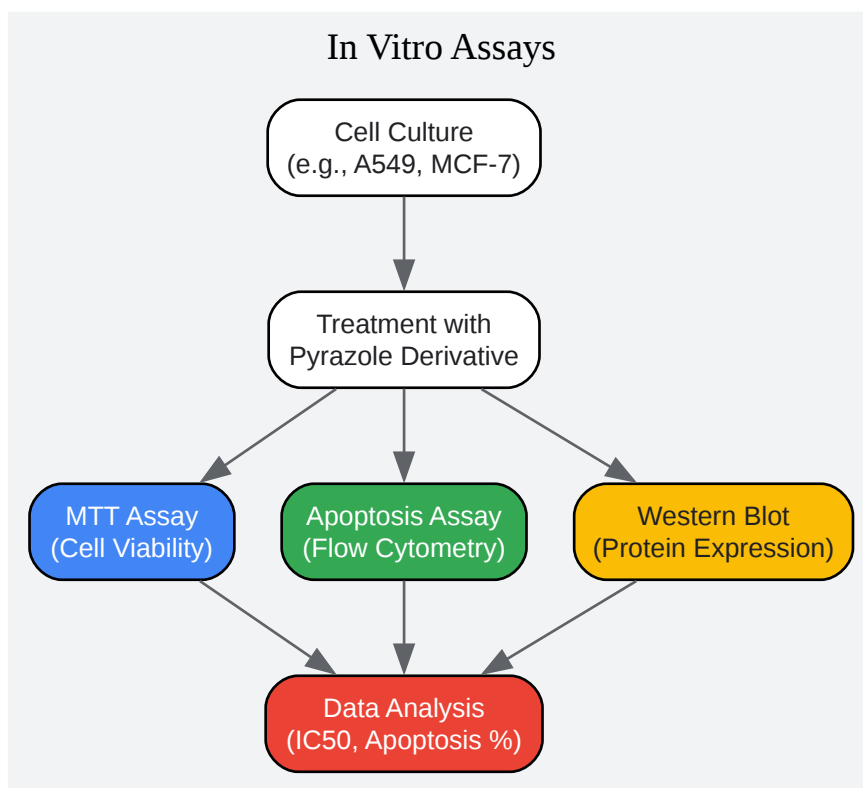 In Vitro Assays
Cell Culture
(e.g., A549, MCF-7)
Treatment with
Pyrazole Derivative
MTT Assay
(Cell Viability)
Apoptosis Assay
(Flow Cytometry)
Western Blot
(Protein Expression)
Data Analysis
(IC50, Apoptosis %)